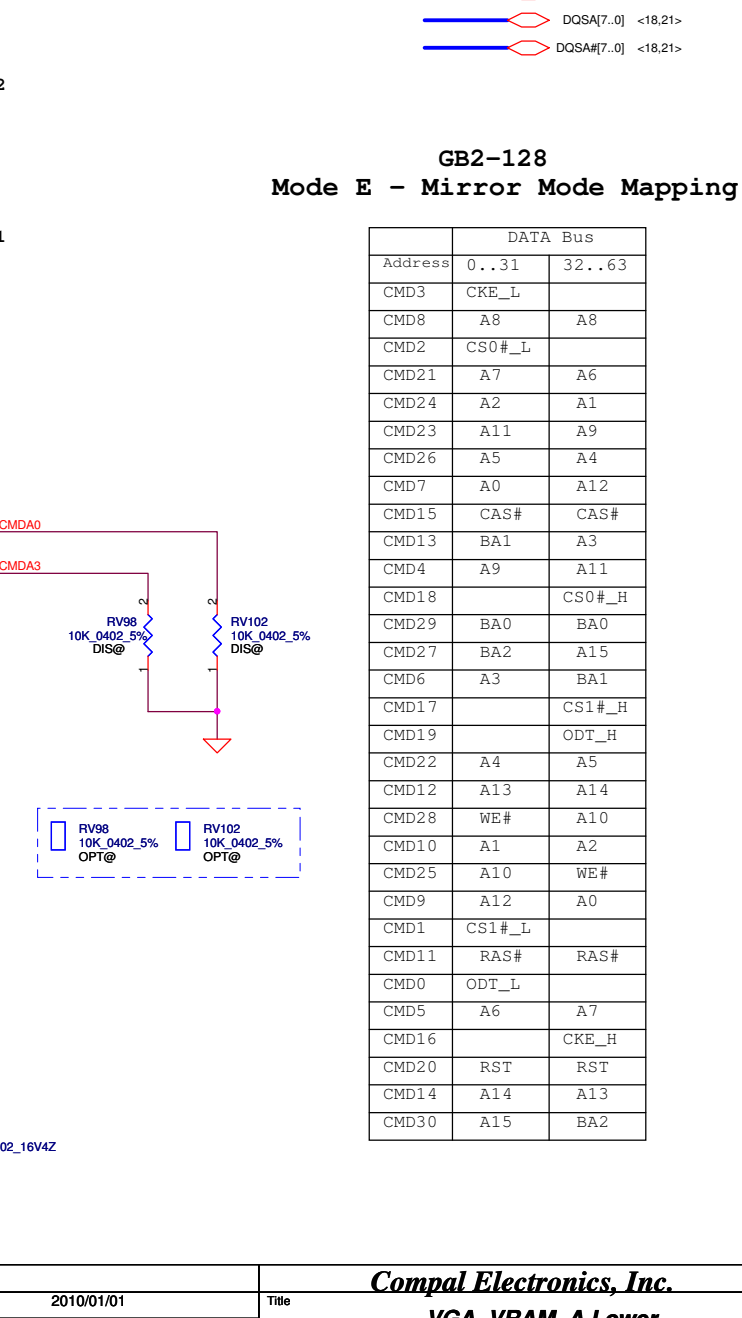 DQSA[7..0] <18,21>
DQSA#[7..0] <18,21>
2
GB2-128
Mode E - Mirror Mode Mapping
1
DATA Bus
Address 0..31 32..63
CMD3 CKE_L
CMD8 A8 A8
CMD2 CS0#_L
CMD21 A7 A6
CMD24 A2 A1
CMD23 A11 A9
CMD26 A5 A4
CMD7 A0 A12
CMD15 CAS# CAS#
CMD13 BA1 A3
CMD4 A9 A11
CMD18 CS0#_H
CMD29 BA0 BA0
CMD27 BA2 A15
CMD6 A3 BA1
CMD17 CS1#_H
CMD19 ODT_H
CMD22 A4 A5
CMD12 A13 A14
CMD28 WE# A10
CMD10 A1 A2
CMD25 A10 WE#
CMD9 A12 A0
CMD1 CS1#_L
CMD11 RAS# RAS#
CMD0 ODT_L
CMD5 A6 A7
CMD16 CKE_H
CMD20 RST RST
CMD14 A14 A13
CMD30 A15 BA2
CMDA0
CMDA3
2 2
RV98
10K_0402_5%
DIS@
RV102
10K_0402_5%
DIS@
1 1
RV98
10K_0402_5%
OPT@
RV102
10K_0402_5%
OPT@
02_16V4Z
Compal Electronics, Inc.
2010/01/01
Title
VGA_VRAM_A Lower